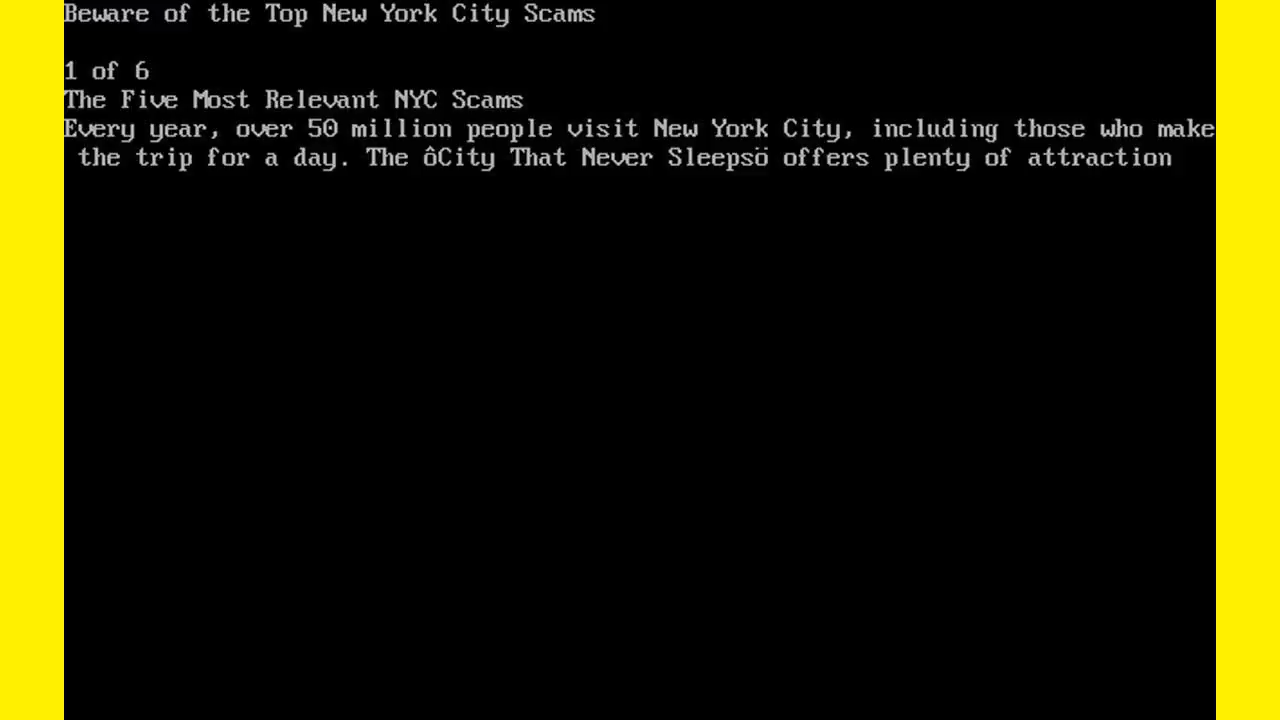 Beware of the Top New York City Scams
1 of 6
The Five Most Relevant NYC Scams
Every year, over 50 million people visit New York City, including those who make
the trip for a day. The ôCity That Never Sleepsö offers plenty of attraction